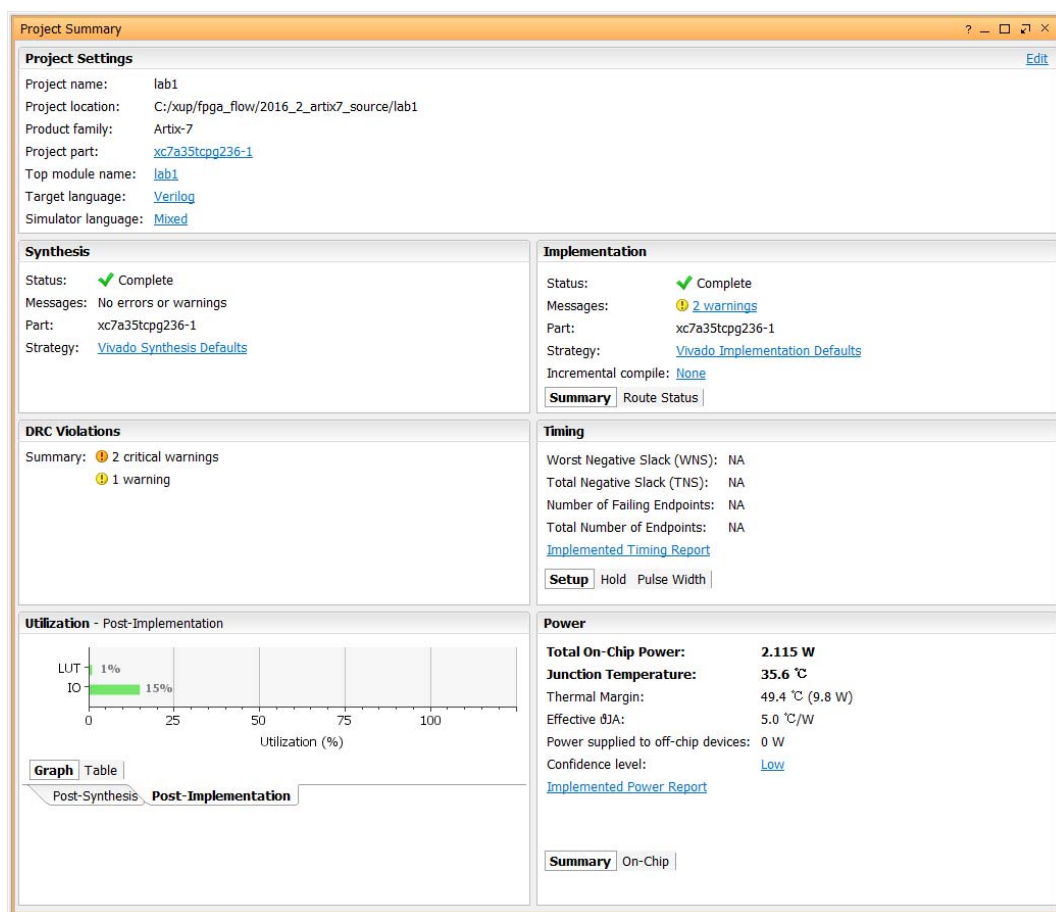 Project Summary
?
Project Settings
Edit
Project name: lab1
Project location: C:/xup/fpga_flow/2016_2_artix7_source/lab1
Product family: Artix-7
Project part: xc7a35tcpg236-1
Top module name: lab1
Target language: Verilog
Simulator language: Mixed
Synthesis
Status: Complete
Messages: No errors or warnings
Part: xc7a35tcpg236-1
Strategy: Vivado Synthesis Defaults
Implementation
Status: Complete
Messages: 2 warnings
Part: xc7a35tcpg236-1
Strategy: Vivado Implementation Defaults
Incremental compile: None
Summary Route Status
DRC Violations
Summary: 2 critical warnings
1 warning
Timing
Worst Negative Slack (WNS): NA
Total Negative Slack (TNS): NA
Number of Failing Endpoints: NA
Total Number of Endpoints: NA
Implemented Timing Report
Setup Hold Pulse Width
Utilization - Post-Implementation
LUT 1%
IO 15%
0 25 50 75 100
Utilization (%)
Graph Table
Post-Synthesis Post-Implementation
Power
Total On-Chip Power: 2.115 W
Junction Temperature: 35.6 ℃
Thermal Margin: 49.4 ℃ (9.8 W)
Effective ϑJA: 5.0 ℃/W
Power supplied to off-chip devices: 0 W
Confidence level: Low
Implemented Power Report
Summary On-Chip